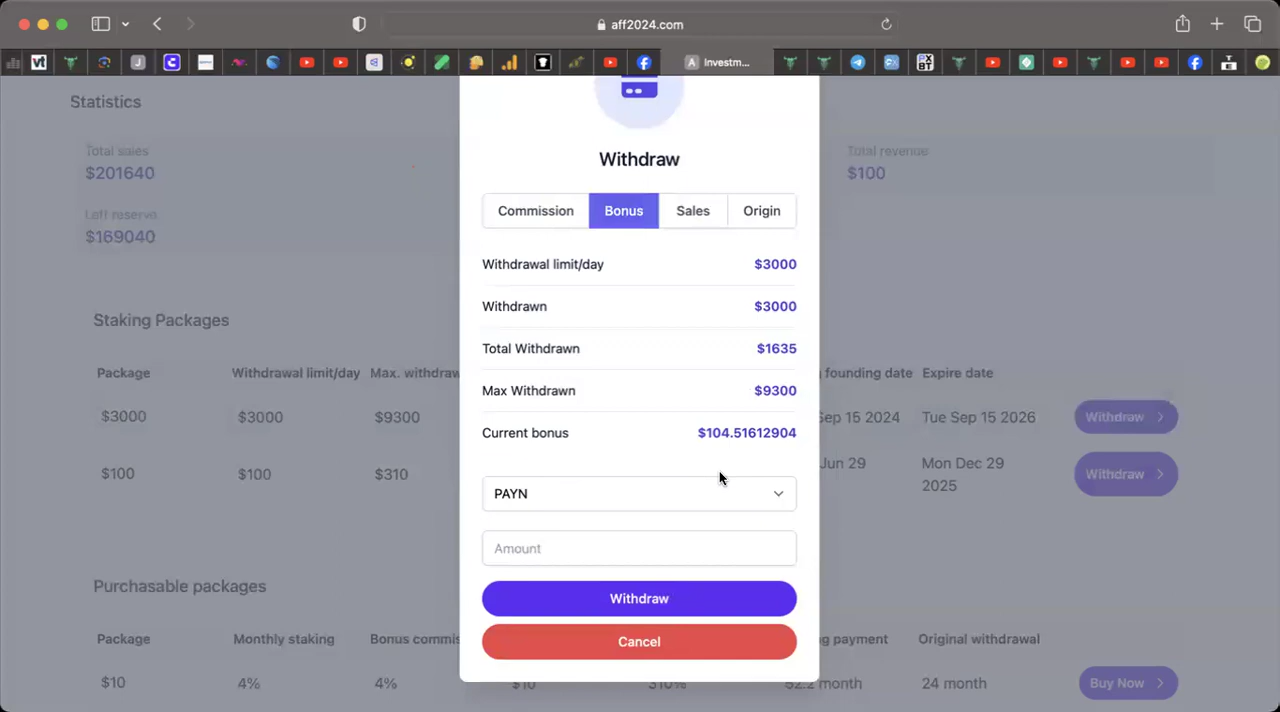 aff2024.com
Investm...
Statistics
Total sales
$201640
Total revenue
$100
Laff reserve
$169040
Withdraw
Commission
Bonus
Sales
Origin
Withdrawal limit/day $3000
Withdrawn $3000
Total Withdrawn $1635
Max Withdrawn $9300
Current bonus $104.51612904
PAYN
Amount
Withdraw
Cancel
Staking Packages
Package Withdrawal limit/day Max. withdraw founding date Expire date
$3000 $3000 $9300 Sep 15 2024 Tue Sep 15 2026 Withdraw
$100 $100 $310 Jun 29 Mon Dec 29 2025 Withdraw
Purchasable packages
Package Monthly staking Bonus commis payment Original withdrawal
$10 4% 4% $10 310% 52.2 month 24 month Buy Now